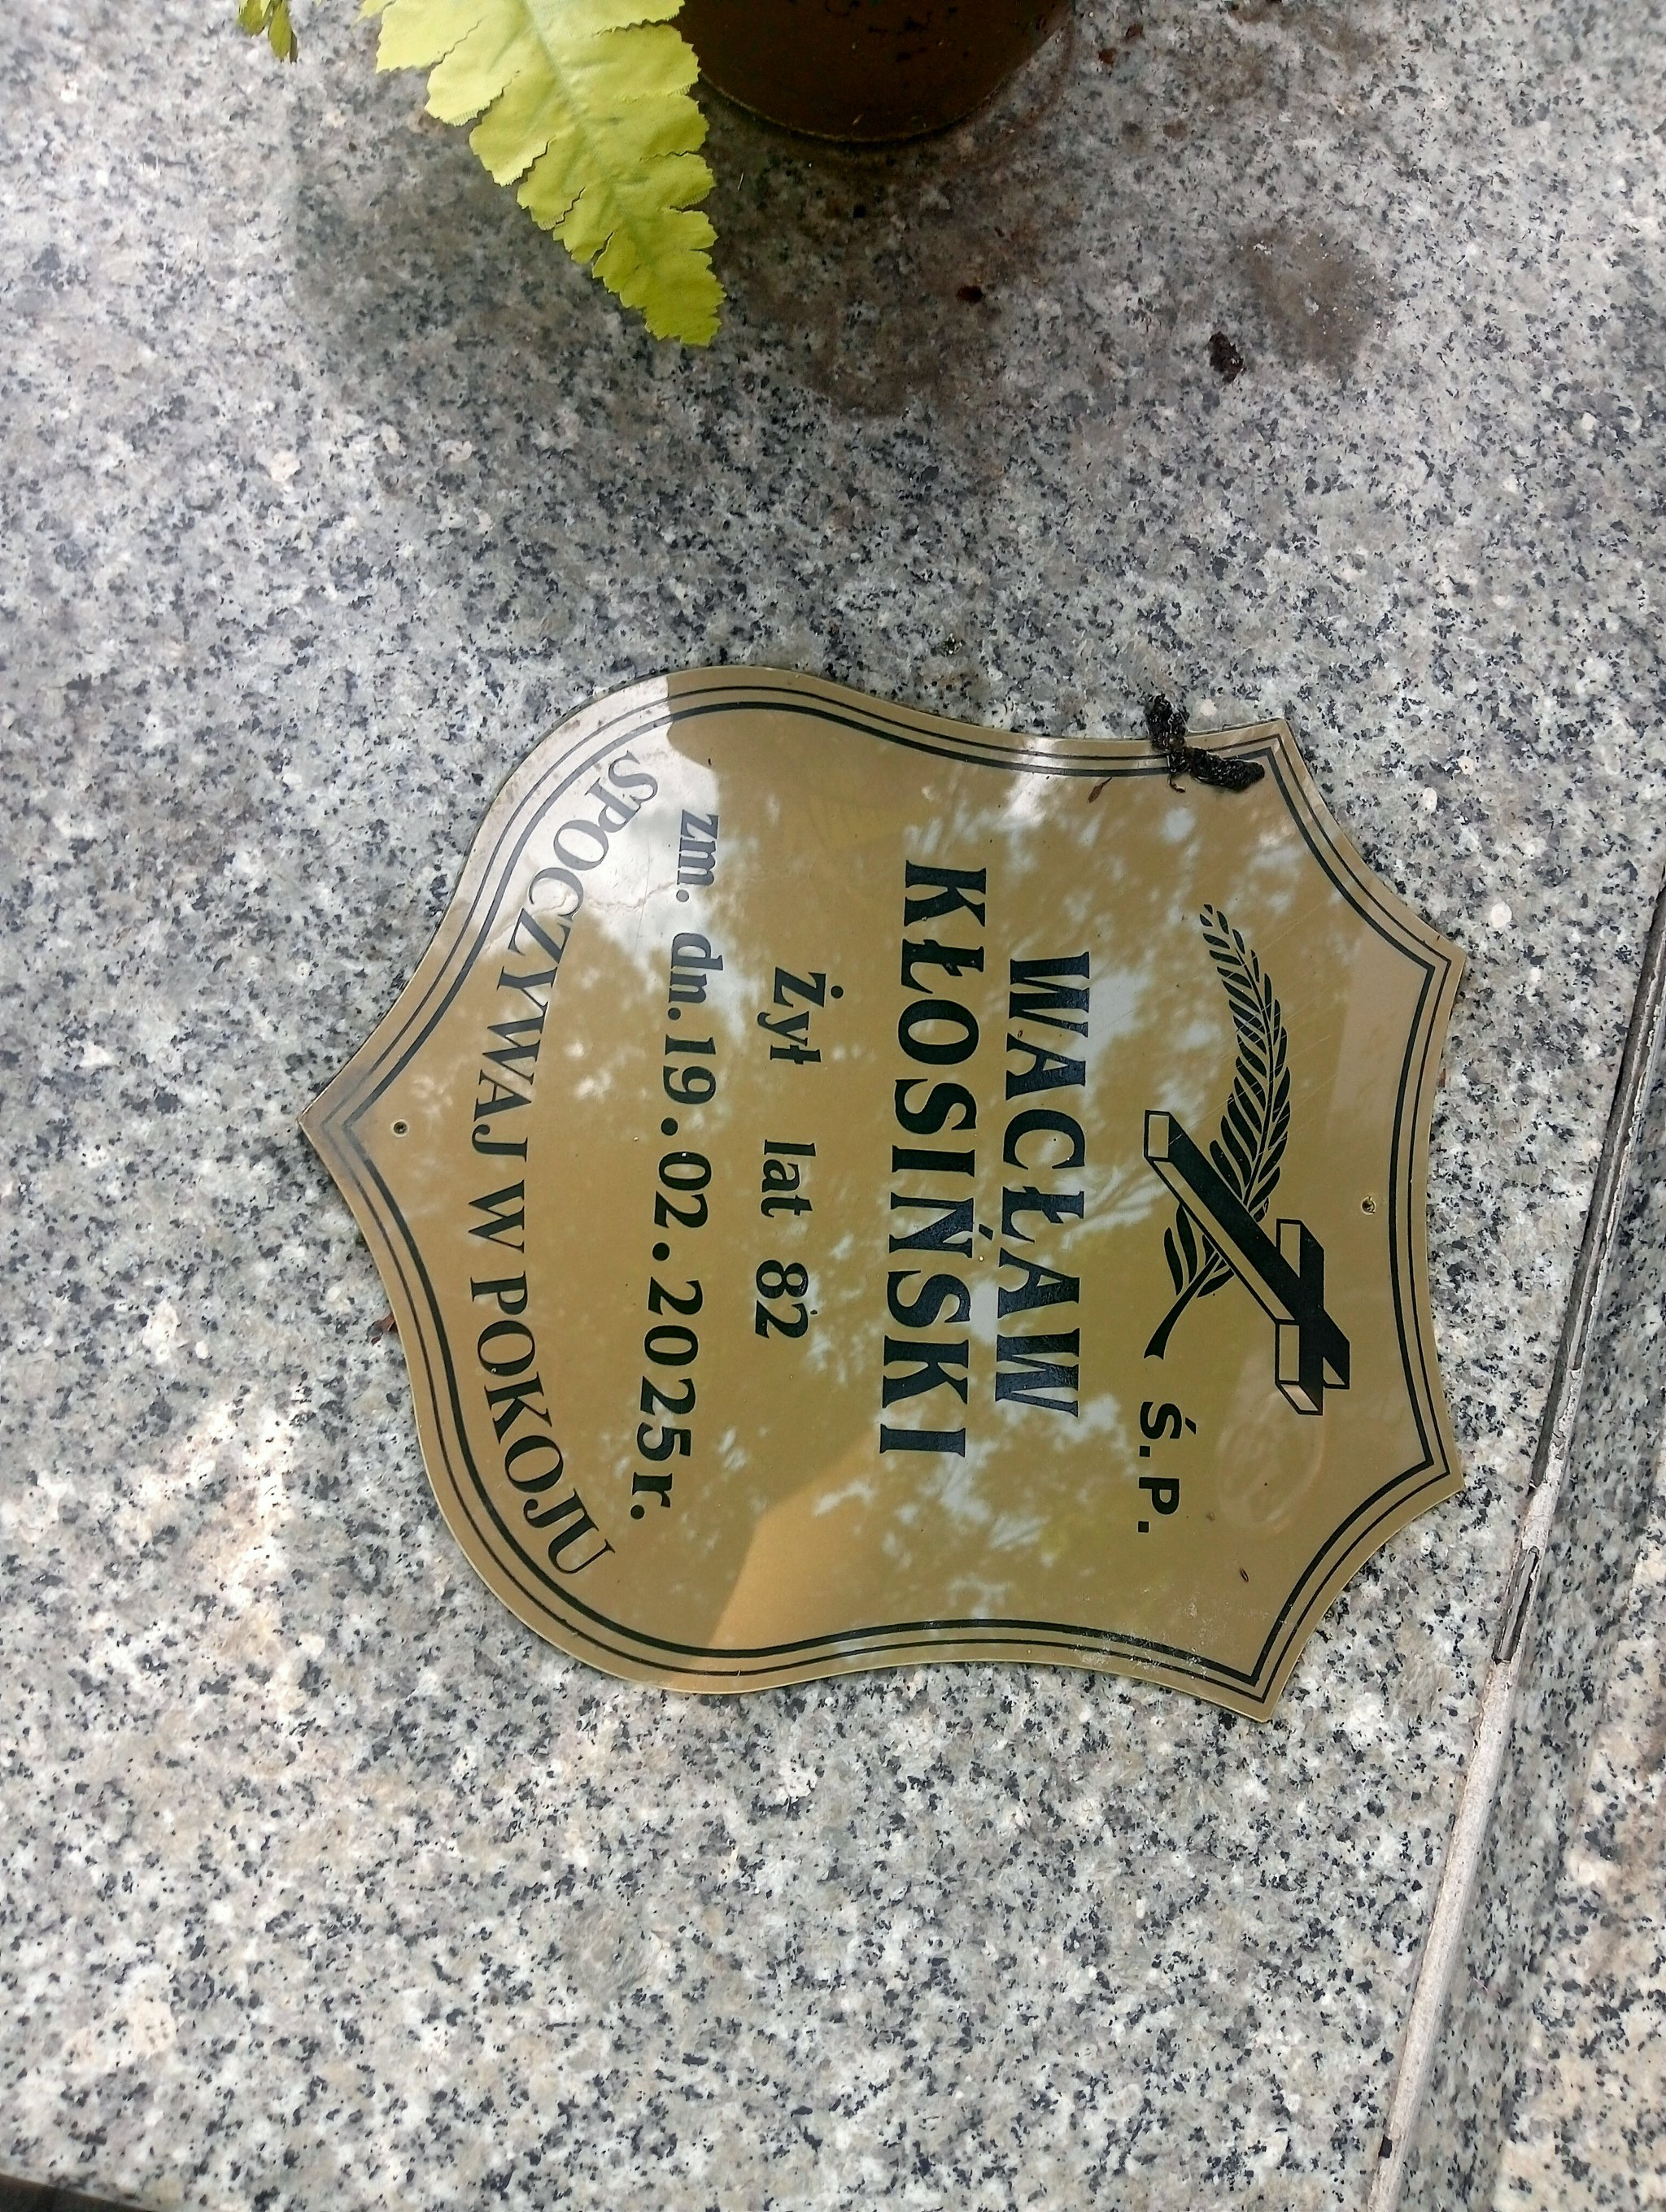 Ś.P.
WACŁAW
KŁOSIŃSKI
Żył lat 82
zm. dn.19.02.2025r.
SPOCZYWAJ W POKOJU